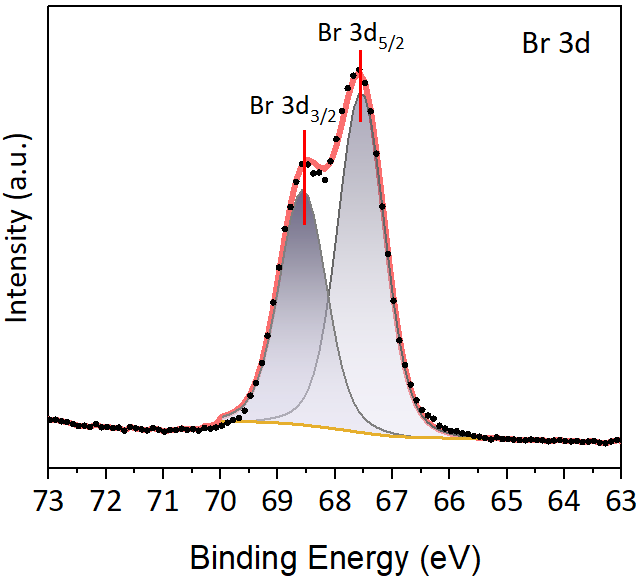 Br 3d5/2
Br 3d
Br 3d3/2
Intensity (a.u.)
73 72 71 70 69 68 67 66 65 64 63
Binding Energy (eV)